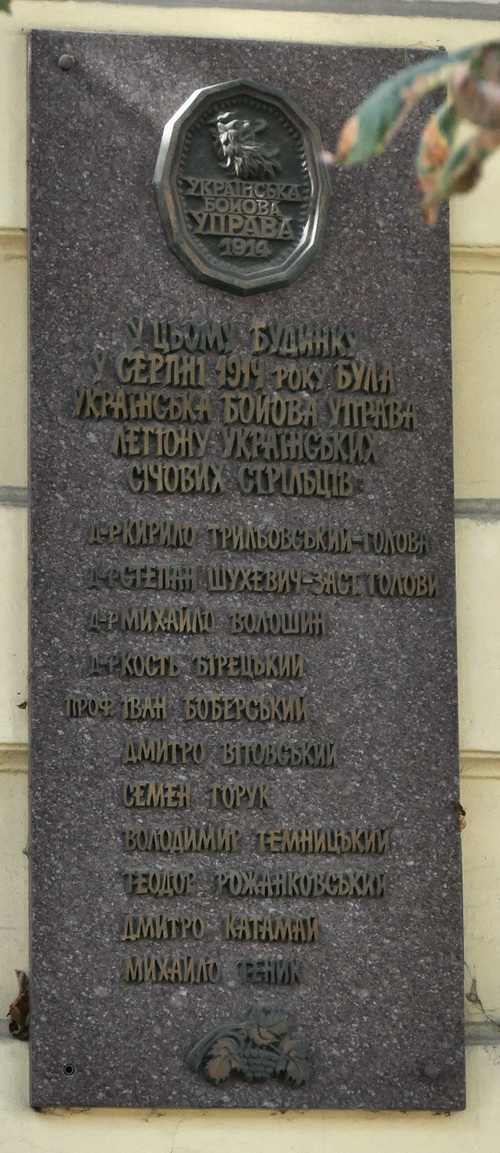 УКРАЇНСЬКА
БОЙОВА
УПРАВА
1914
У ЦЬОМУ БУДИНКУ
У СЕРПНІ 1914 РОКУ БУЛА
УКРАЇНСЬКА БОЙОВА УПРАВА
ЛЕГІОНУ УКРАЇНСЬКИХ
СІЧОВИХ СТРІЛЬЦІВ
Д-Р КИРИЛО ТРИЛЬОВСЬКИЙ-ГОЛОВА
Д-Р СТЕПАН ШУХЕВИЧ-ЗАСТ.ГОЛОВИ
Д-Р МИХАЙЛО ВОЛОШИН
Д-Р КОСТЬ БІРЕЦЬКИЙ
ПРОФ. ІВАН БОБЕРСЬКИЙ
ДМИТРО ВІТОВСЬКИЙ
СЕМЕН ГОРУК
ВОЛОДИМИР ТЕМНИЦЬКИЙ
ТЕОДОР РОЖАНКОВСЬКИЙ
ДМИТРО КАТАМАЙ
МИХАЙЛО ГЕНИК